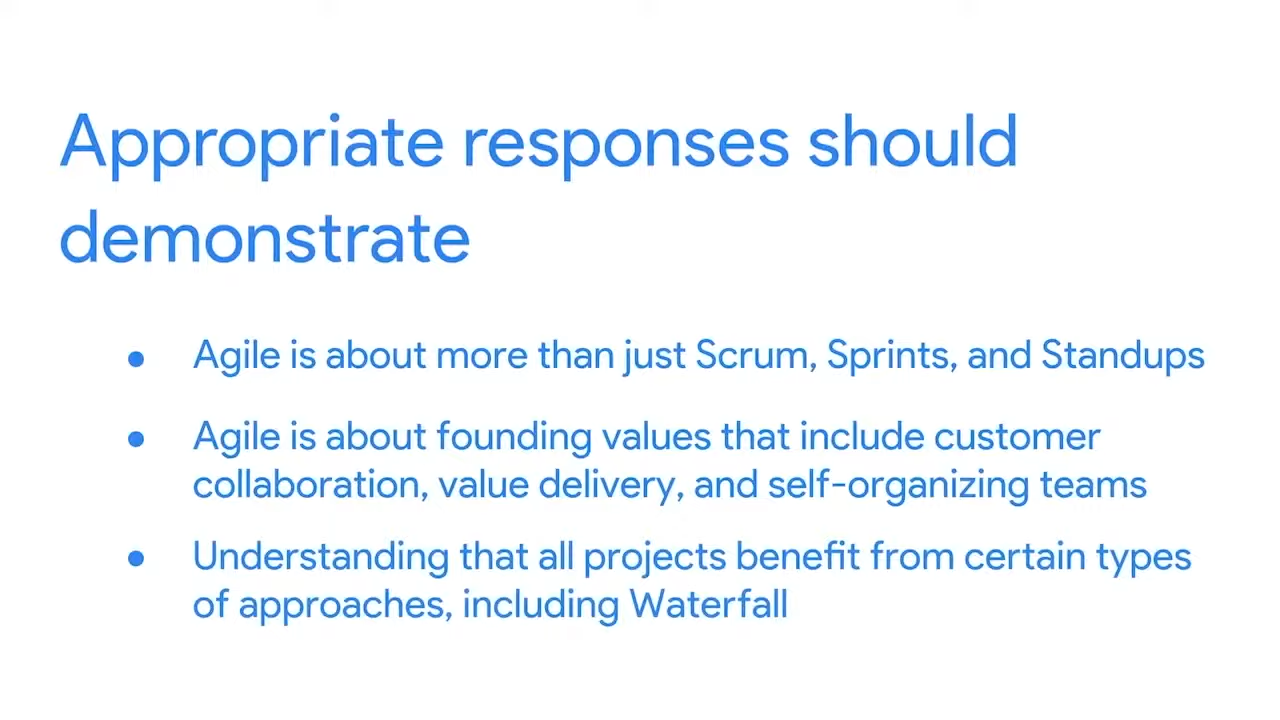 Appropriate responses should
demonstrate
● Agile is about more than just Scrum, Sprints, and Standups
● Agile is about founding values that include customer
collaboration, value delivery, and self-organizing teams
● Understanding that all projects benefit from certain types
of approaches, including Waterfall